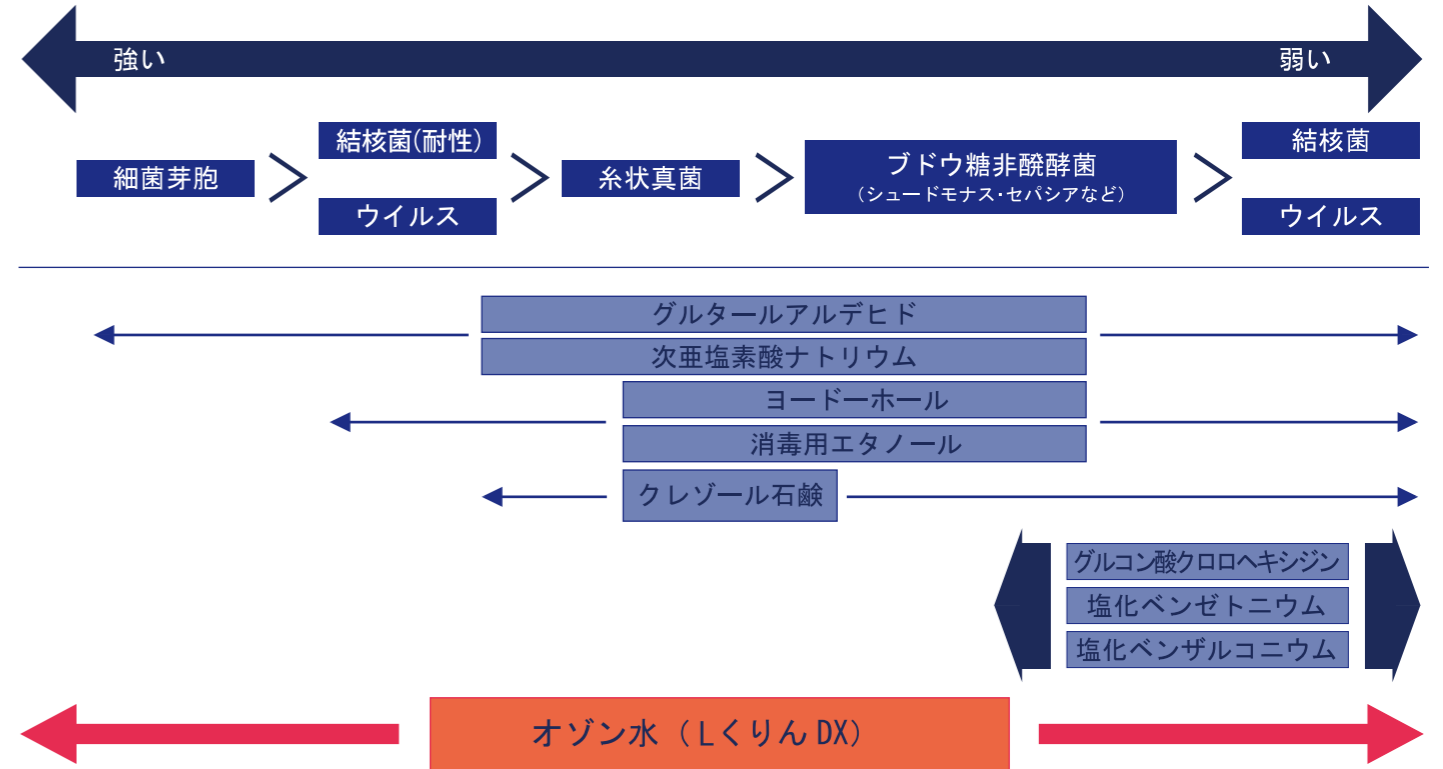 強い
弱い
細菌芽胞
結核菌(耐性)
ウイルス
糸状真菌
ブドウ糖非醗酵菌
(シュードモナス・セパシアなど)
結核菌
ウイルス
グルタールアルデヒド
次亜塩素酸ナトリウム
ヨードーホール
消毒用エタノール
クレゾール石鹸
グルコン酸クロロヘキシジン
塩化ベンゼトニウム
塩化ベンザルコニウム
オゾン水(LくりんDX)